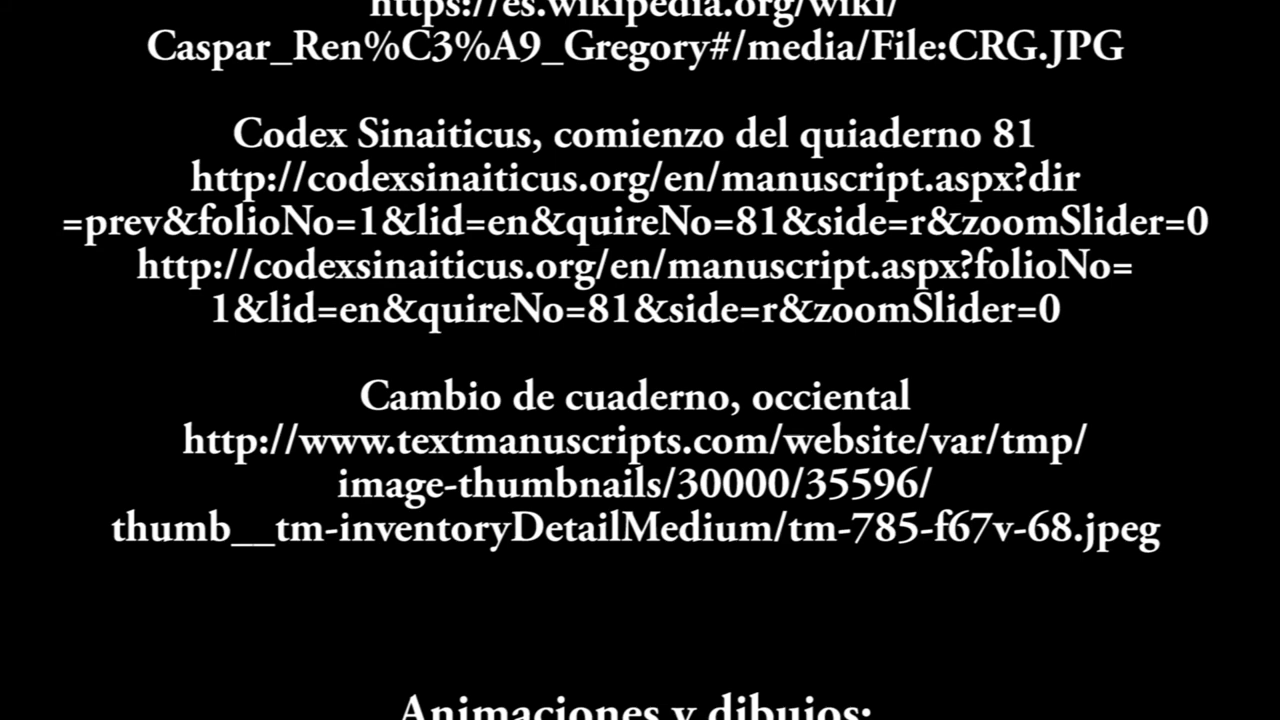 https://es.wikipedia.org/wiki/
Caspar_Ren%C3%A9_Gregory#/media/File:CRG.JPG
Codex Sinaiticus, comienzo del quiaderno 81
http://codexsinaiticus.org/en/manuscript.aspx?dir
=prev&folioNo=1&lid=en&quireNo=81&side=r&zoomSlider=0
http://codexsinaiticus.org/en/manuscript.aspx?folioNo=
1&lid=en&quireNo=81&side=r&zoomSlider=0
Cambio de cuaderno, occiental
http://www.textmanuscripts.com/website/var/tmp/
image-thumbnails/30000/35596/
thumb__tm-inventoryDetailMedium/tm-785-f67v-68.jpeg
Animaciones y dibujos: